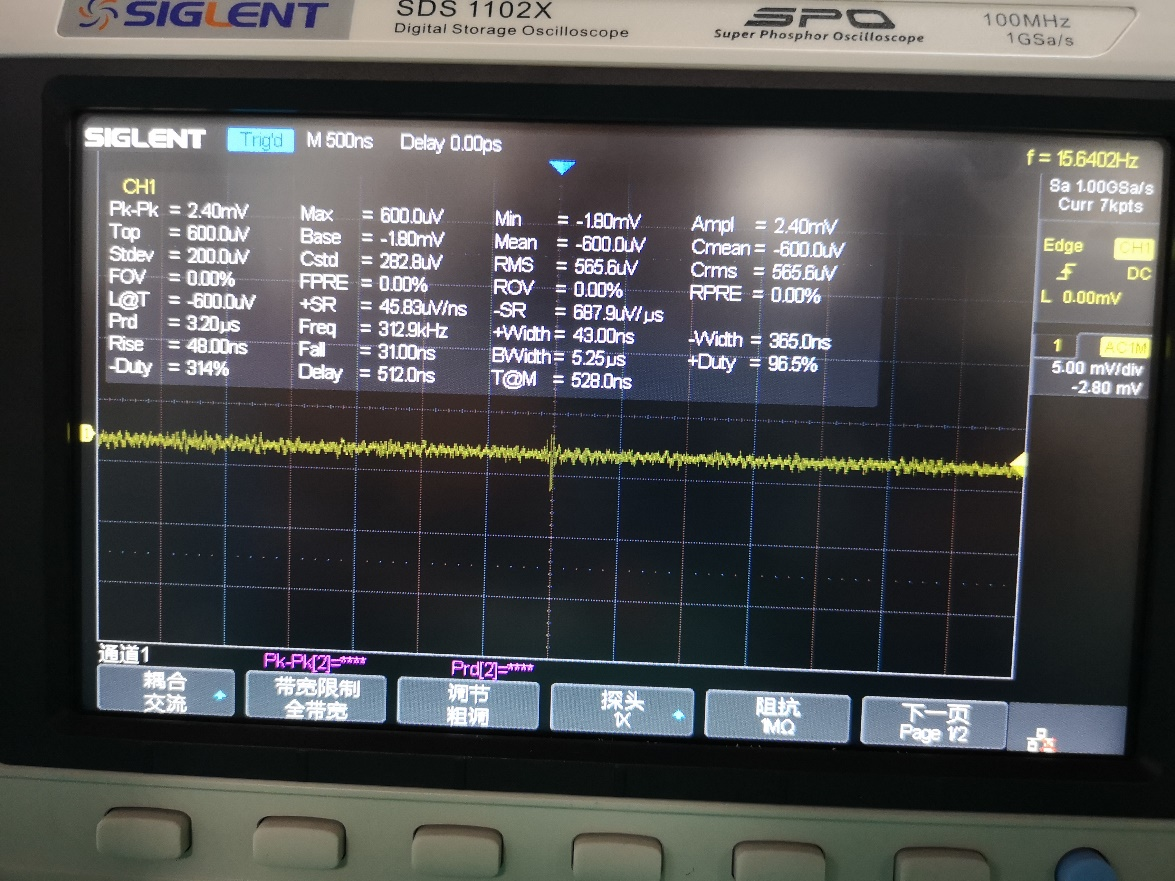 SIGLENT SDS 1102X SPO 100MHz
Digital Storage Oscilloscope Super Phosphor Oscilloscope 1GSa/s
SIGLENT Trig'd M 500ns Delay 0.00ps f = 15.6402Hz
Sa 1.00GSa/s
Curr 7kpts
CH1
Pk-Pk = 2.40mV Max = 600.0uV Min = -1.80mV Ampl = 2.40mV
Top = 600.0uV Base = -1.80mV Mean = -600.0uV Cmean = -600.0uV
Stdev = 200.0uV Cstd = 282.8uV RMS = 565.6uV Crms = 565.6uV
FOV = 0.00% FPRE = 0.00% ROV = 0.00% RPRE = 0.00%
L@T = -600.0uV +SR = 45.83uV/ns -SR = 687.9uV/µs
Prd = 3.20µs Freq = 312.9kHz +Width = 43.00ns -Width = 365.0ns
Rise = 48.00ns Fall = 31.00ns BWidth = 5.25µs +Duty = 96.5%
-Duty = 314% Delay = 512.0ns T@M = 528.0ns
Edge CH1
DC
L 0.00mV
1 AC1M
5.00 mV/div
-2.80 mV
通道1 Pk-Pk[2]=**** Prd[2]=****
耦合 带宽限制 调节 探头 阻抗 下一页
交流 全带宽 粗调 1X 1MΩ Page 1/2